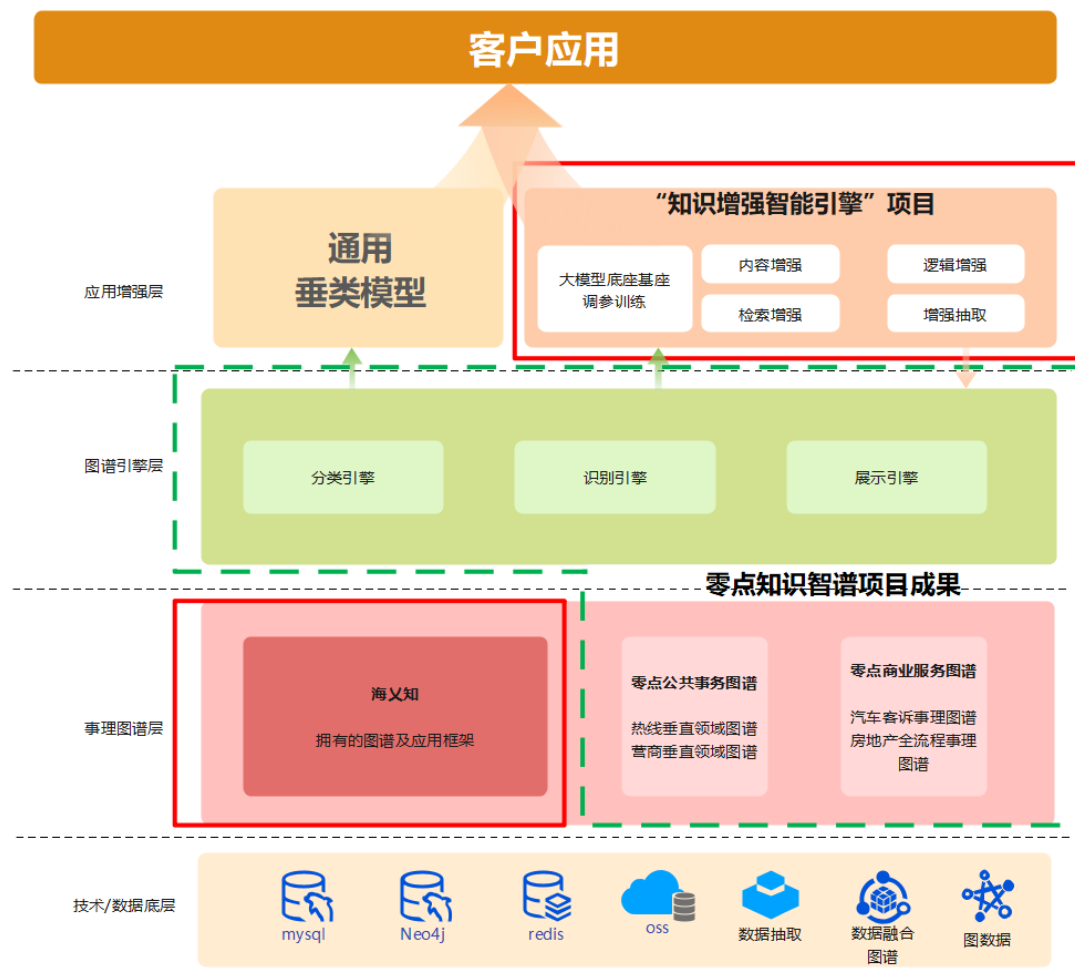 客户应用
“知识增强智能引擎”项目
通用
垂类模型
大模型底座基座
调参训练
内容增强
逻辑增强
检索增强
增强抽取
应用增强层
图谱引擎层
分类引擎
识别引擎
展示引擎
零点知识智谱项目成果
事理图谱层
海乂知
拥有的图谱及应用框架
零点公共事务图谱
热线垂直领域图谱
营商垂直领域图谱
零点商业服务图谱
汽车客诉事理图谱
房地产全流程事理
图谱
技术/数据底层
mysql
Neo4j
redis
oss
数据抽取
数据融合
图谱
图数据